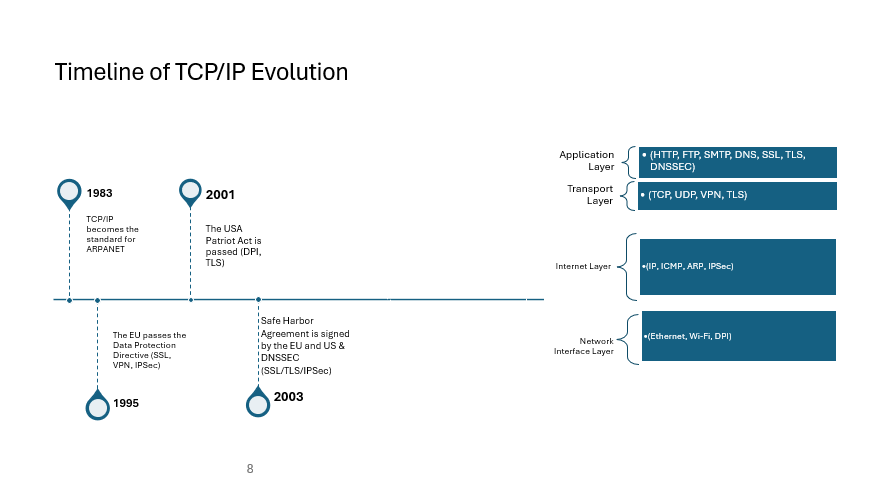 Timeline of TCP/IP Evolution
1983
TCP/IP
becomes the
standard for
ARPANET
2001
The USA
Patriot Act is
passed (DPI,
TLS)
The EU passes the
Data Protection
Directive (SSL,
VPN, IPSec)
1995
Safe Harbor
Agreement is signed
by the EU and US &
DNSSEC
(SSL/TLS/IPSec)
2003
Application
Layer
• (HTTP, FTP, SMTP, DNS, SSL, TLS,
DNSSEC)
Transport
Layer
• (TCP, UDP, VPN, TLS)
Internet Layer
•(IP, ICMP, ARP, IPSec)
Network
Interface Layer
•(Ethernet, Wi-Fi, DPI)
8